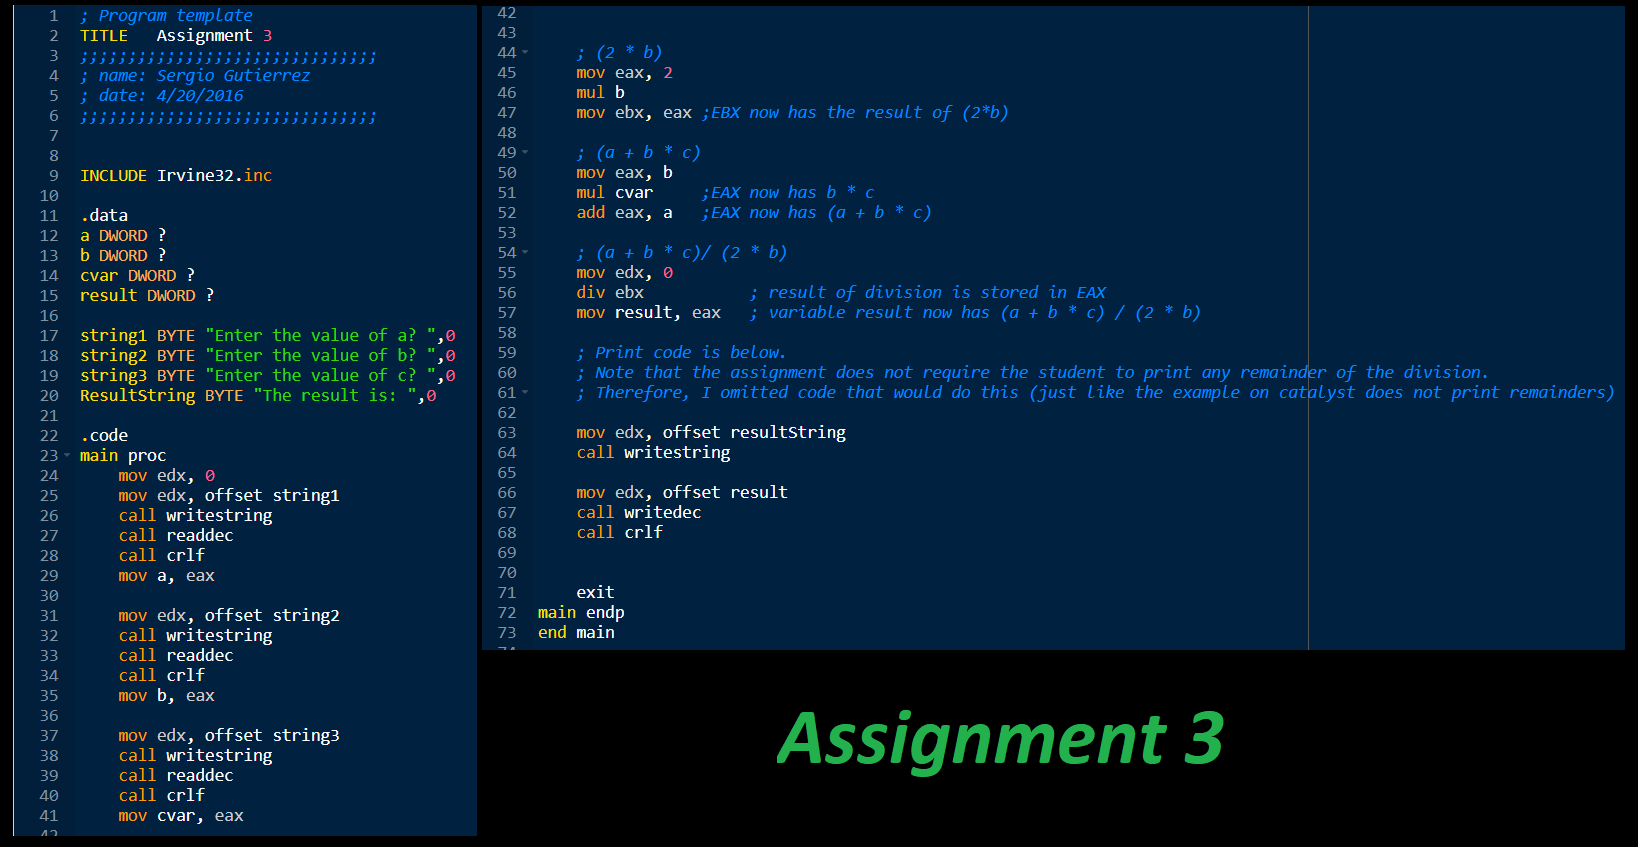 1 ; Program template
2 TITLE   Assignment 3
3 ;;;;;;;;;;;;;;;;;;;;;;;;;;;;;;;
4 ; name: Sergio Gutierrez
5 ; date: 4/20/2016
6 ;;;;;;;;;;;;;;;;;;;;;;;;;;;;;;;
7
8
9 INCLUDE Irvine32.inc
10
11 .data
12 a DWORD ?
13 b DWORD ?
14 cvar DWORD ?
15 result DWORD ?
16
17 string1 BYTE "Enter the value of a? ",0
18 string2 BYTE "Enter the value of b? ",0
19 string3 BYTE "Enter the value of c? ",0
20 ResultString BYTE "The result is: ",0
21
22 .code
23 main proc
24     mov edx, 0
25     mov edx, offset string1
26     call writestring
27     call readdec
28     call crlf
29     mov a, eax
30
31     mov edx, offset string2
32     call writestring
33     call readdec
34     call crlf
35     mov b, eax
36
37     mov edx, offset string3
38     call writestring
39     call readdec
40     call crlf
41     mov cvar, eax
42
42
43
44     ; (2 * b)
45     mov eax, 2
46     mul b
47     mov ebx, eax ;EBX now has the result of (2*b)
48
49     ; (a + b * c)
50     mov eax, b
51     mul cvar     ;EAX now has b * c
52     add eax, a   ;EAX now has (a + b * c)
53
54     ; (a + b * c)/ (2 * b)
55     mov edx, 0
56     div ebx           ; result of division is stored in EAX
57     mov result, eax   ; variable result now has (a + b * c) / (2 * b)
58
59     ; Print code is below.
60     ; Note that the assignment does not require the student to print any remainder of the division.
61     ; Therefore, I omitted code that would do this (just like the example on catalyst does not print remainders)
62
63     mov edx, offset resultString
64     call writestring
65
66     mov edx, offset result
67     call writedec
68     call crlf
69
70
71     exit
72 main endp
73 end main
74
Assignment 3